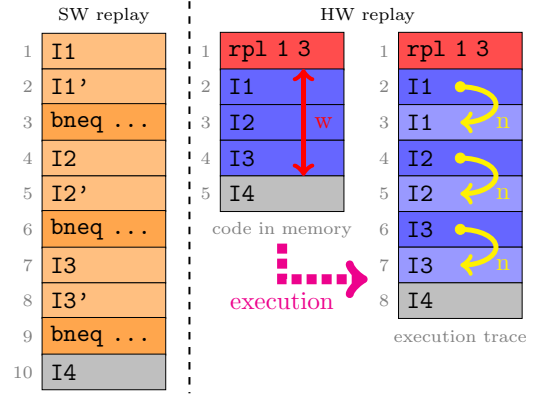 SW replay
1 I1
2 I1'
3 bneq ...
4 I2
5 I2'
6 bneq ...
7 I3
8 I3'
9 bneq ...
10 I4
HW replay
1 rpl 1 3
2 I1
3 I2
4 I3
5 I4
w
code in memory
execution
1 rpl 1 3
2 I1
3 I1
n
4 I2
5 I2
n
6 I3
7 I3
n
8 I4
execution trace